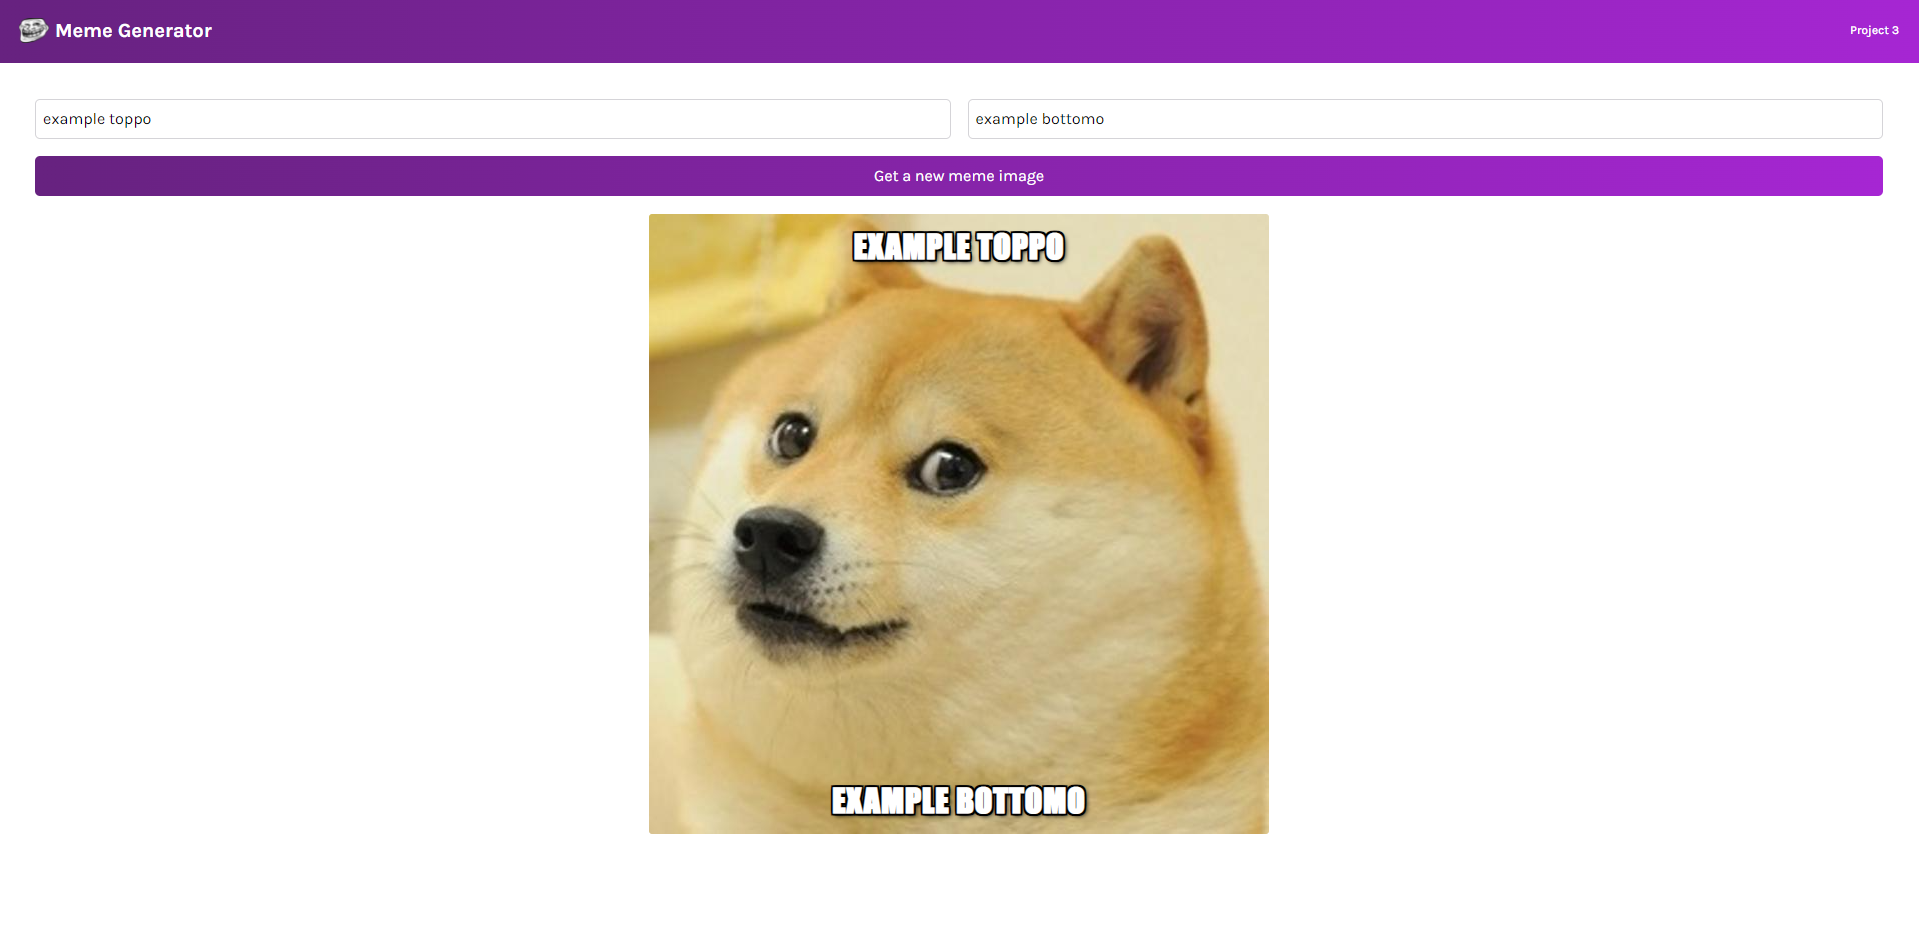 Meme Generator
Project 3
example toppo
example bottomo
Get a new meme image
EXAMPLE TOPPO
EXAMPLE BOTTOMO